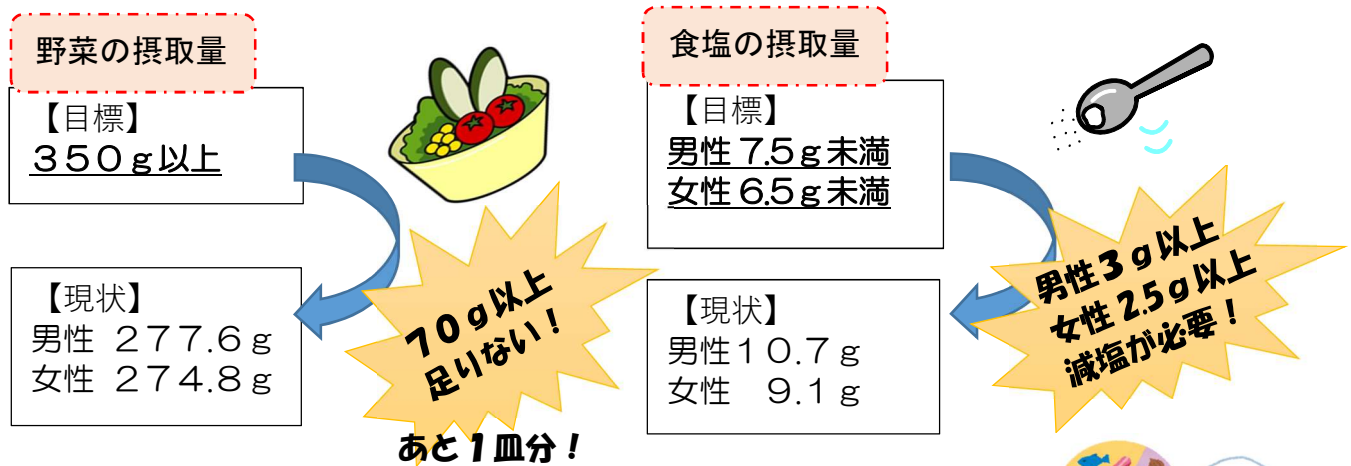 野菜の摂取量
【目標】
３５０ｇ以上
【現状】
男性 ２７７.６ｇ
女性 ２７４.８ｇ
７０ｇ以上
足りない！
あと１皿分！
食塩の摂取量
【目標】
男性 7.5ｇ未満
女性 6.5ｇ未満
【現状】
男性１０.７ｇ
女性　９.１ｇ
男性３ｇ以上
女性 2.5ｇ以上
減塩が必要！